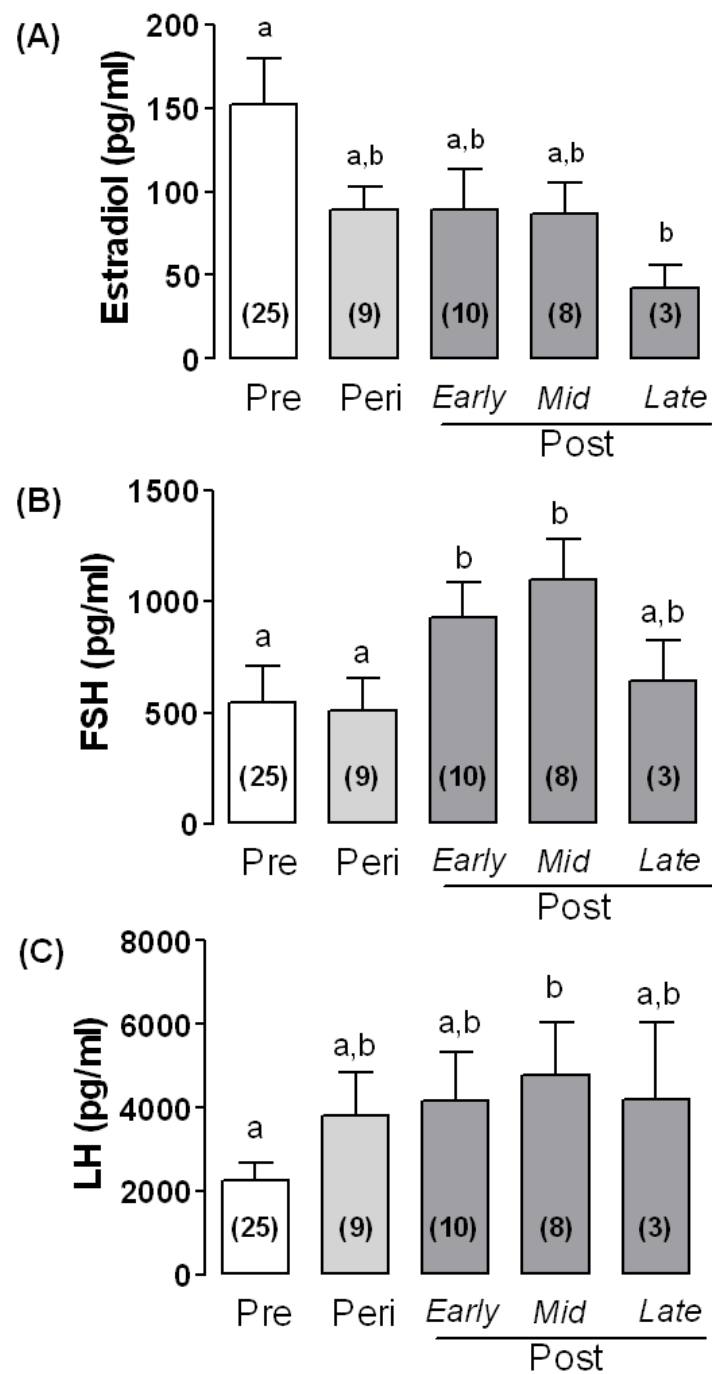 (A)
Estradiol (pg/ml)
200
150
100
50
0
a
a,b
a,b
a,b
b
(25) (9) (10) (8) (3)
Pre Peri Early Mid Late
Post
(B)
FSH (pg/ml)
1500
1000
500
0
a
a
b
b
a,b
(25) (9) (10) (8) (3)
Pre Peri Early Mid Late
Post
(C)
LH (pg/ml)
8000
6000
4000
2000
0
a
a,b
a,b
b
a,b
(25) (9) (10) (8) (3)
Pre Peri Early Mid Late
Post